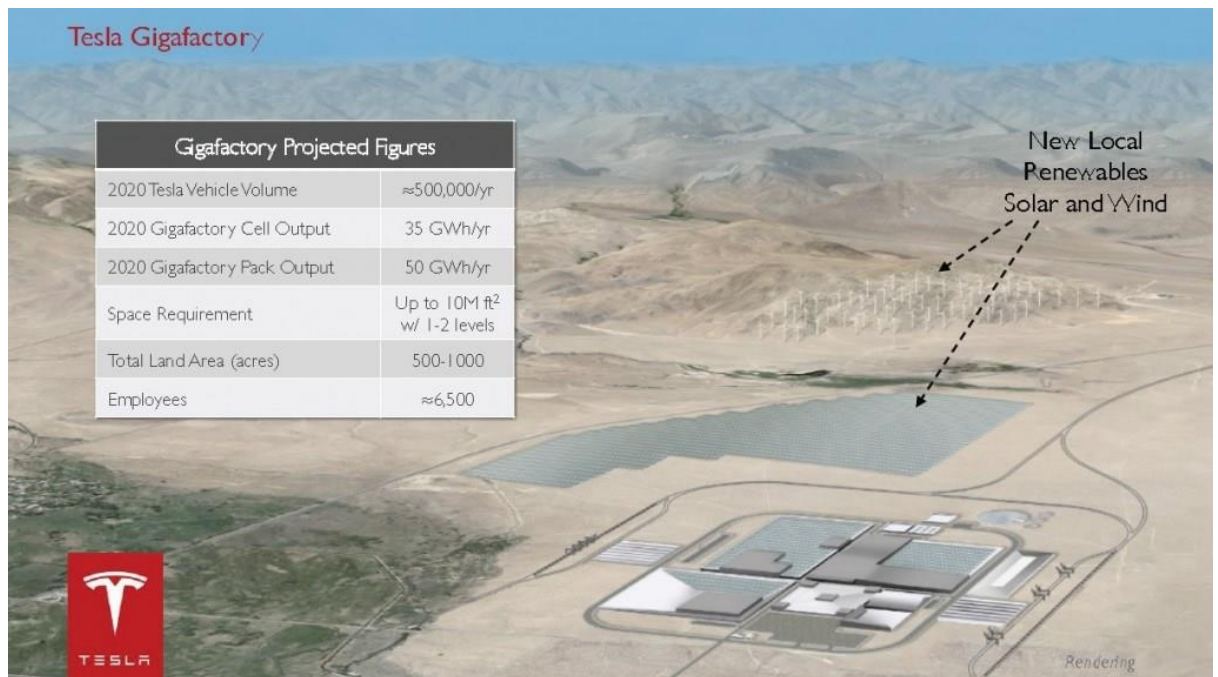 Tesla Gigafactory
Gigafactory Projected Figures
2020 Tesla Vehicle Volume ≈500,000/yr
2020 Gigafactory Cell Output 35 GWh/yr
2020 Gigafactory Pack Output 50 GWh/yr
Space Requirement Up to 10M ft²
w/ 1-2 levels
Total Land Area (acres) 500-1000
Employees ≈6,500
New Local
Renewables
Solar and Wind
TESLA
Rendering